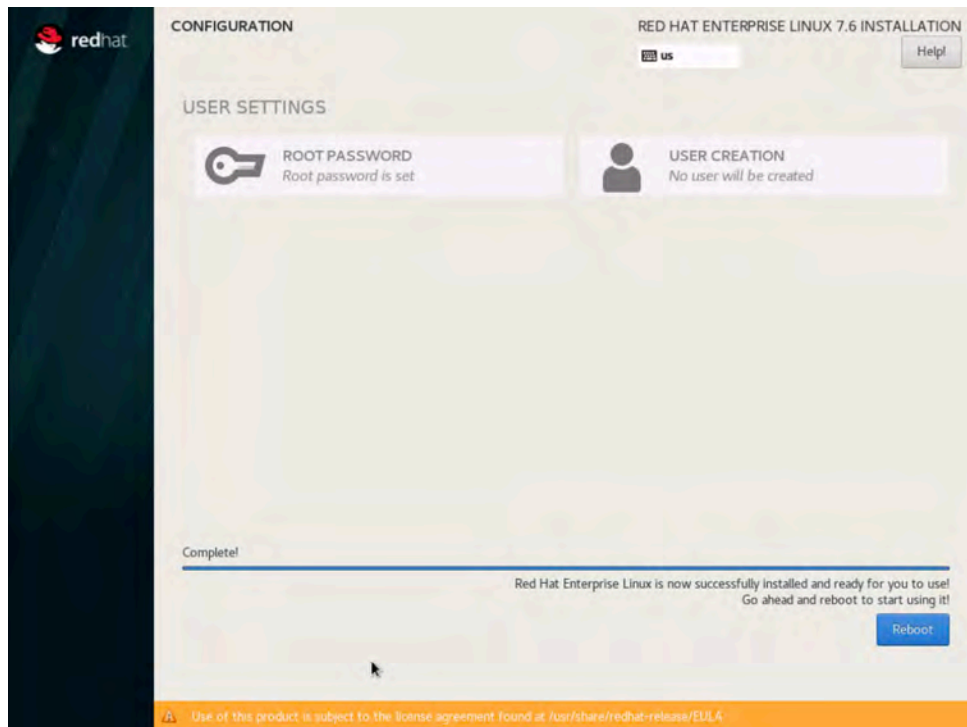 redhat
CONFIGURATION
RED HAT ENTERPRISE LINUX 7.6 INSTALLATION
us
Help!
USER SETTINGS
ROOT PASSWORD
Root password is set
USER CREATION
No user will be created
Complete!
Red Hat Enterprise Linux is now successfully installed and ready for you to use!
Go ahead and reboot to start using it!
Reboot
Use of this product is subject to the license agreement found at /usr/share/redhat-release/EULA